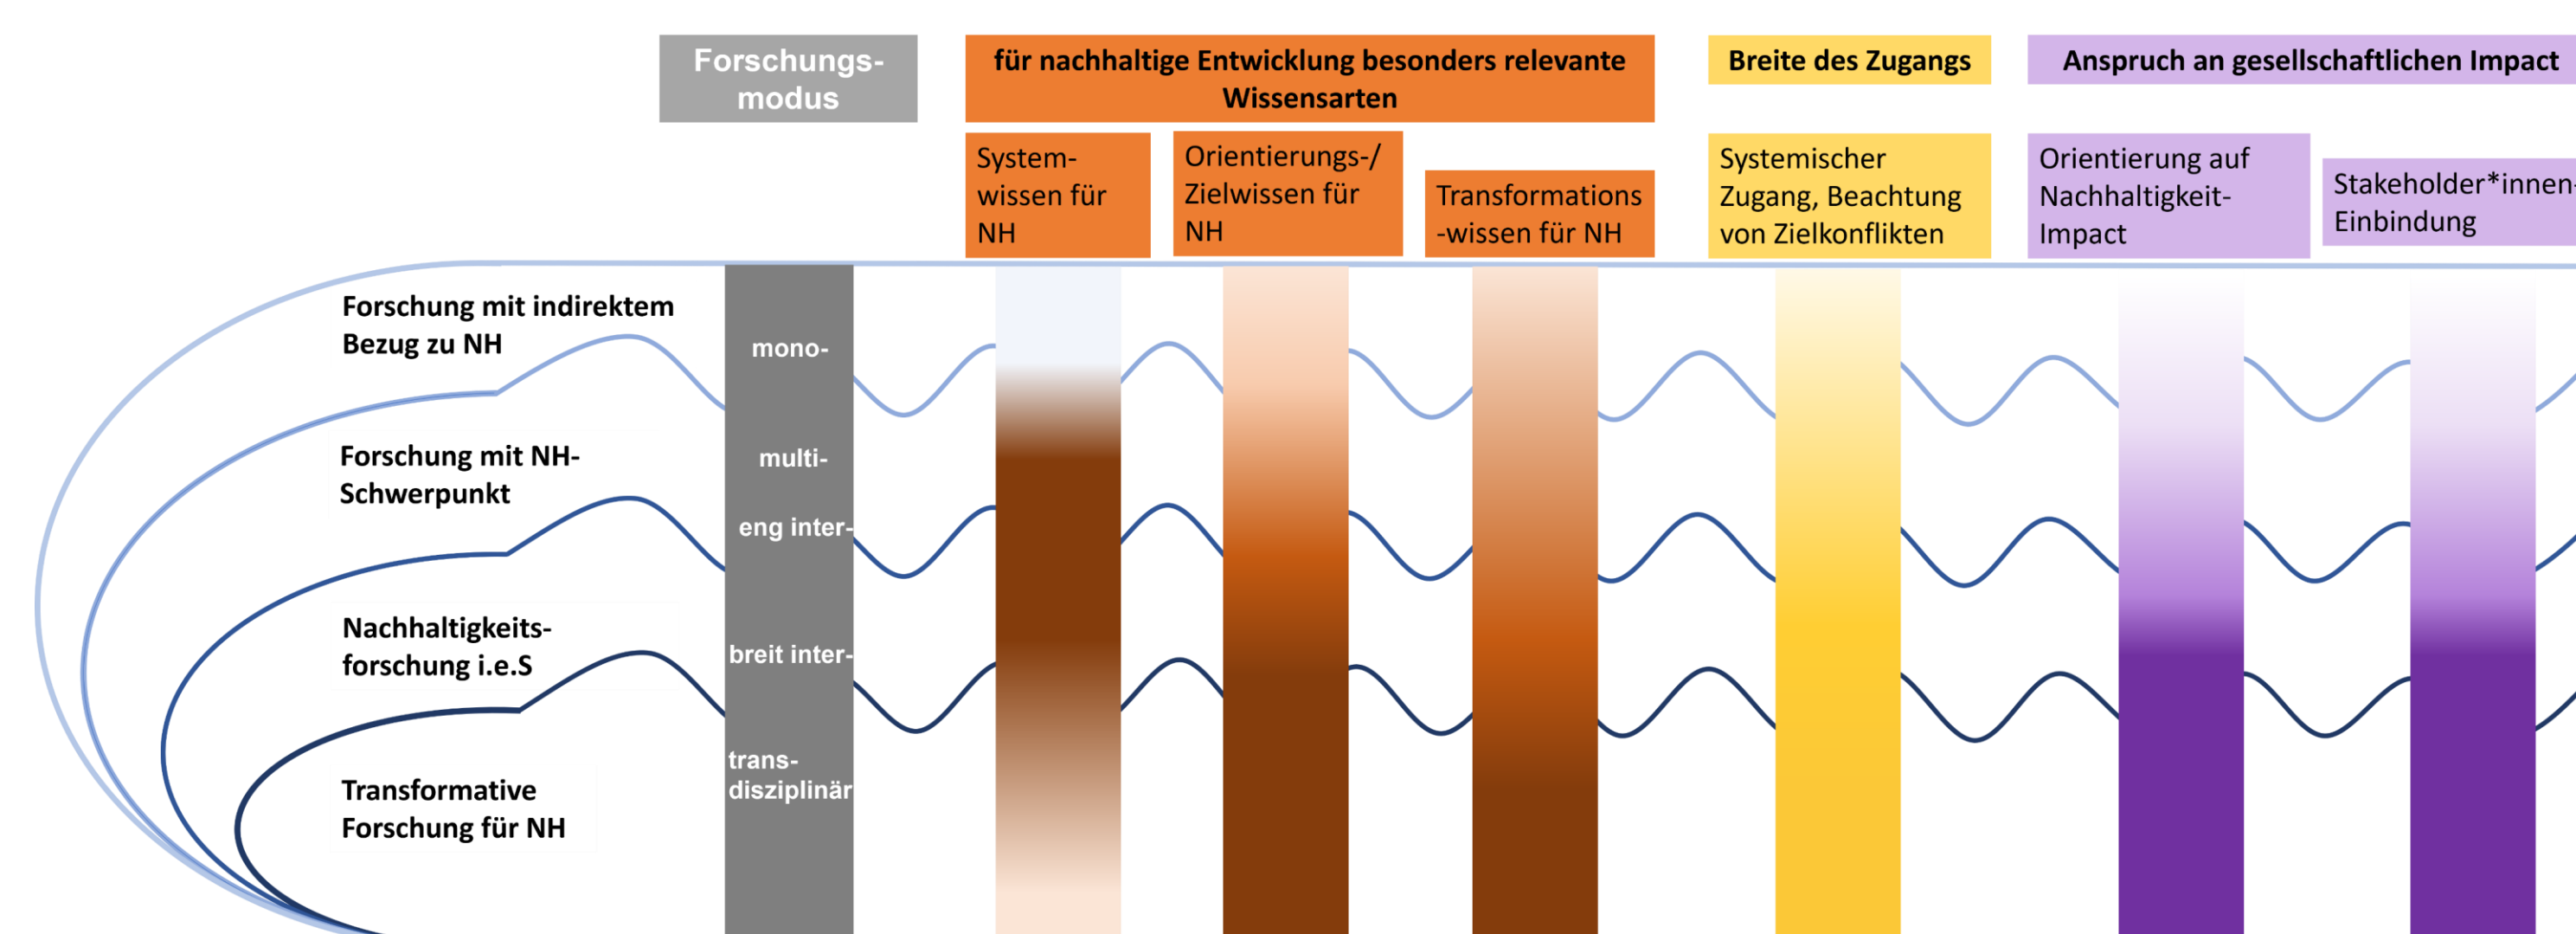 Forschungs-
modus
für nachhaltige Entwicklung besonders relevante
Wissensarten
Breite des Zugangs
Anspruch an gesellschaftlichen Impact
System-
wissen für
NH
Orientierungs-/
Zielwissen für
NH
Transformations
-wissen für NH
Systemischer
Zugang, Beachtung
von Zielkonflikten
Orientierung auf
Nachhaltigkeit-
Impact
Stakeholder*innen-
Einbindung
Forschung mit indirektem
Bezug zu NH
Forschung mit NH-
Schwerpunkt
Nachhaltigkeits-
forschung i.e.S
Transformative
Forschung für NH
mono-
multi-
eng inter-
breit inter-
trans-
disziplinär